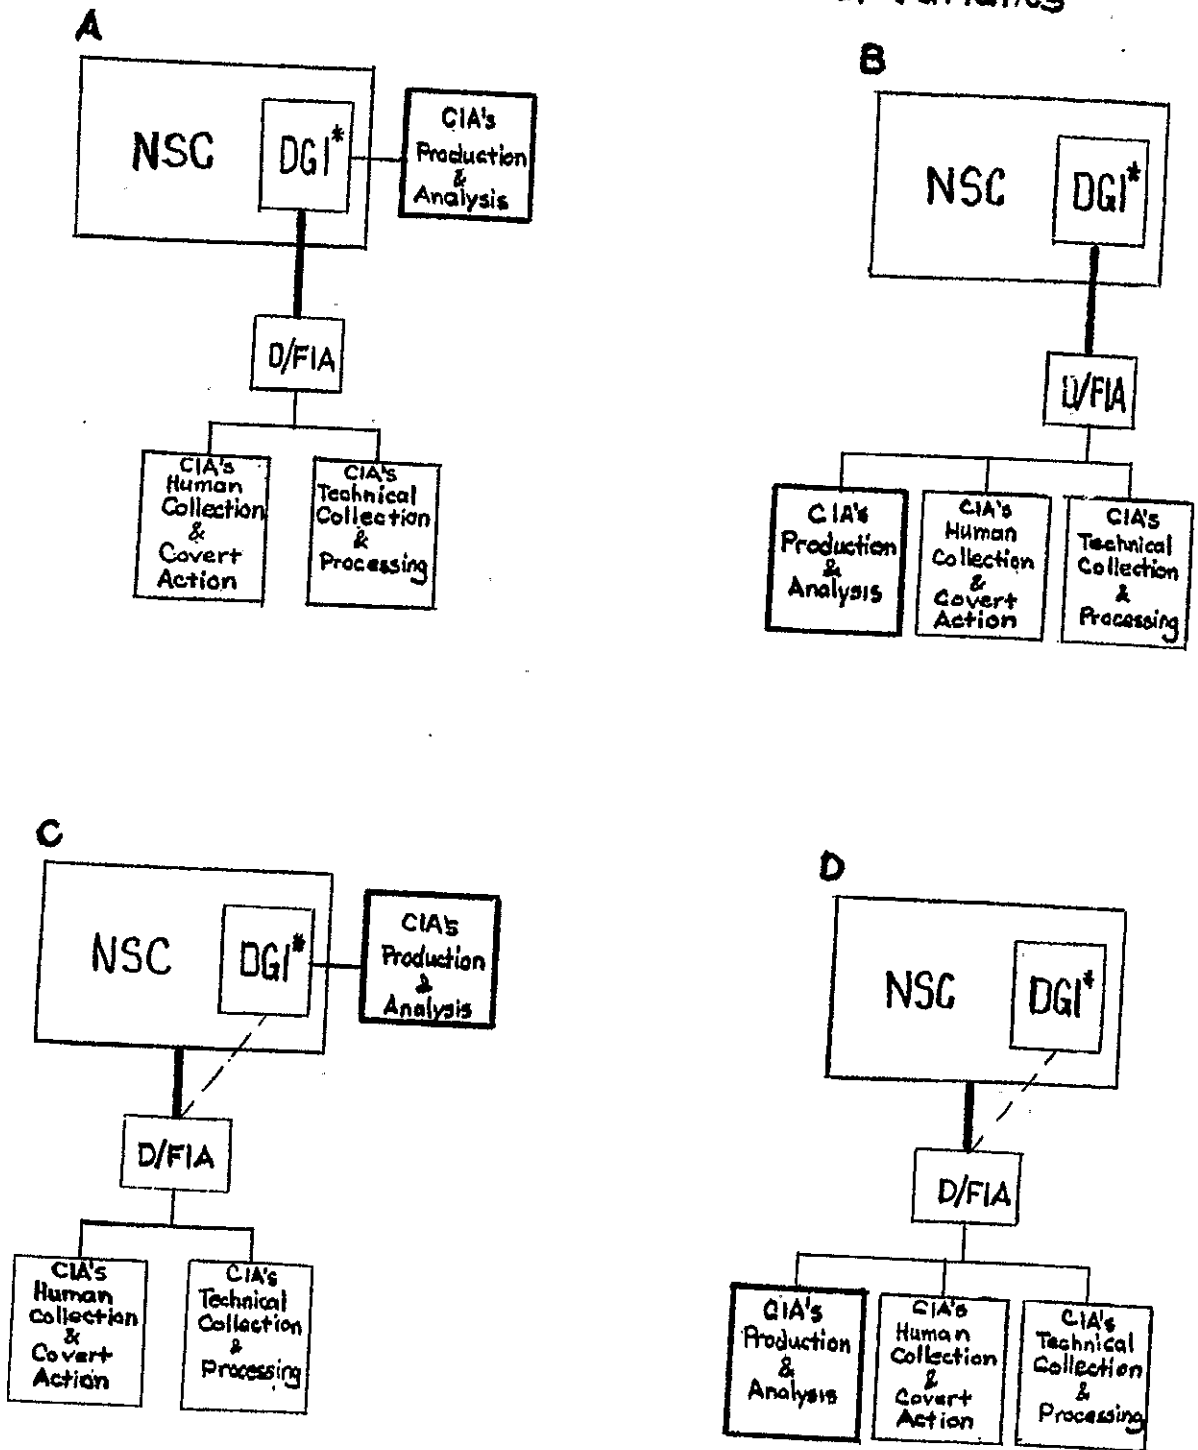 Variants
A
NSC
DGI*
CIA's
Production
&
Analysis
D/FIA
CIA's
Human
Collection
&
Covert
Action
CIA's
Technical
Collection
&
Processing
B
NSC
DGI*
D/FIA
CIA's
Production
&
Analysis
CIA's
Human
Collection
&
Covert
Action
CIA's
Technical
Collection
&
Processing
C
NSC
DGI*
CIA's
Production
&
Analysis
D/FIA
CIA's
Human
Collection
&
Covert
Action
CIA's
Technical
Collection
&
Processing
D
NSC
DGI*
D/FIA
CIA's
Production
&
Analysis
CIA's
Human
Collection
&
Covert
Action
CIA's
Technical
Collection
&
Processing